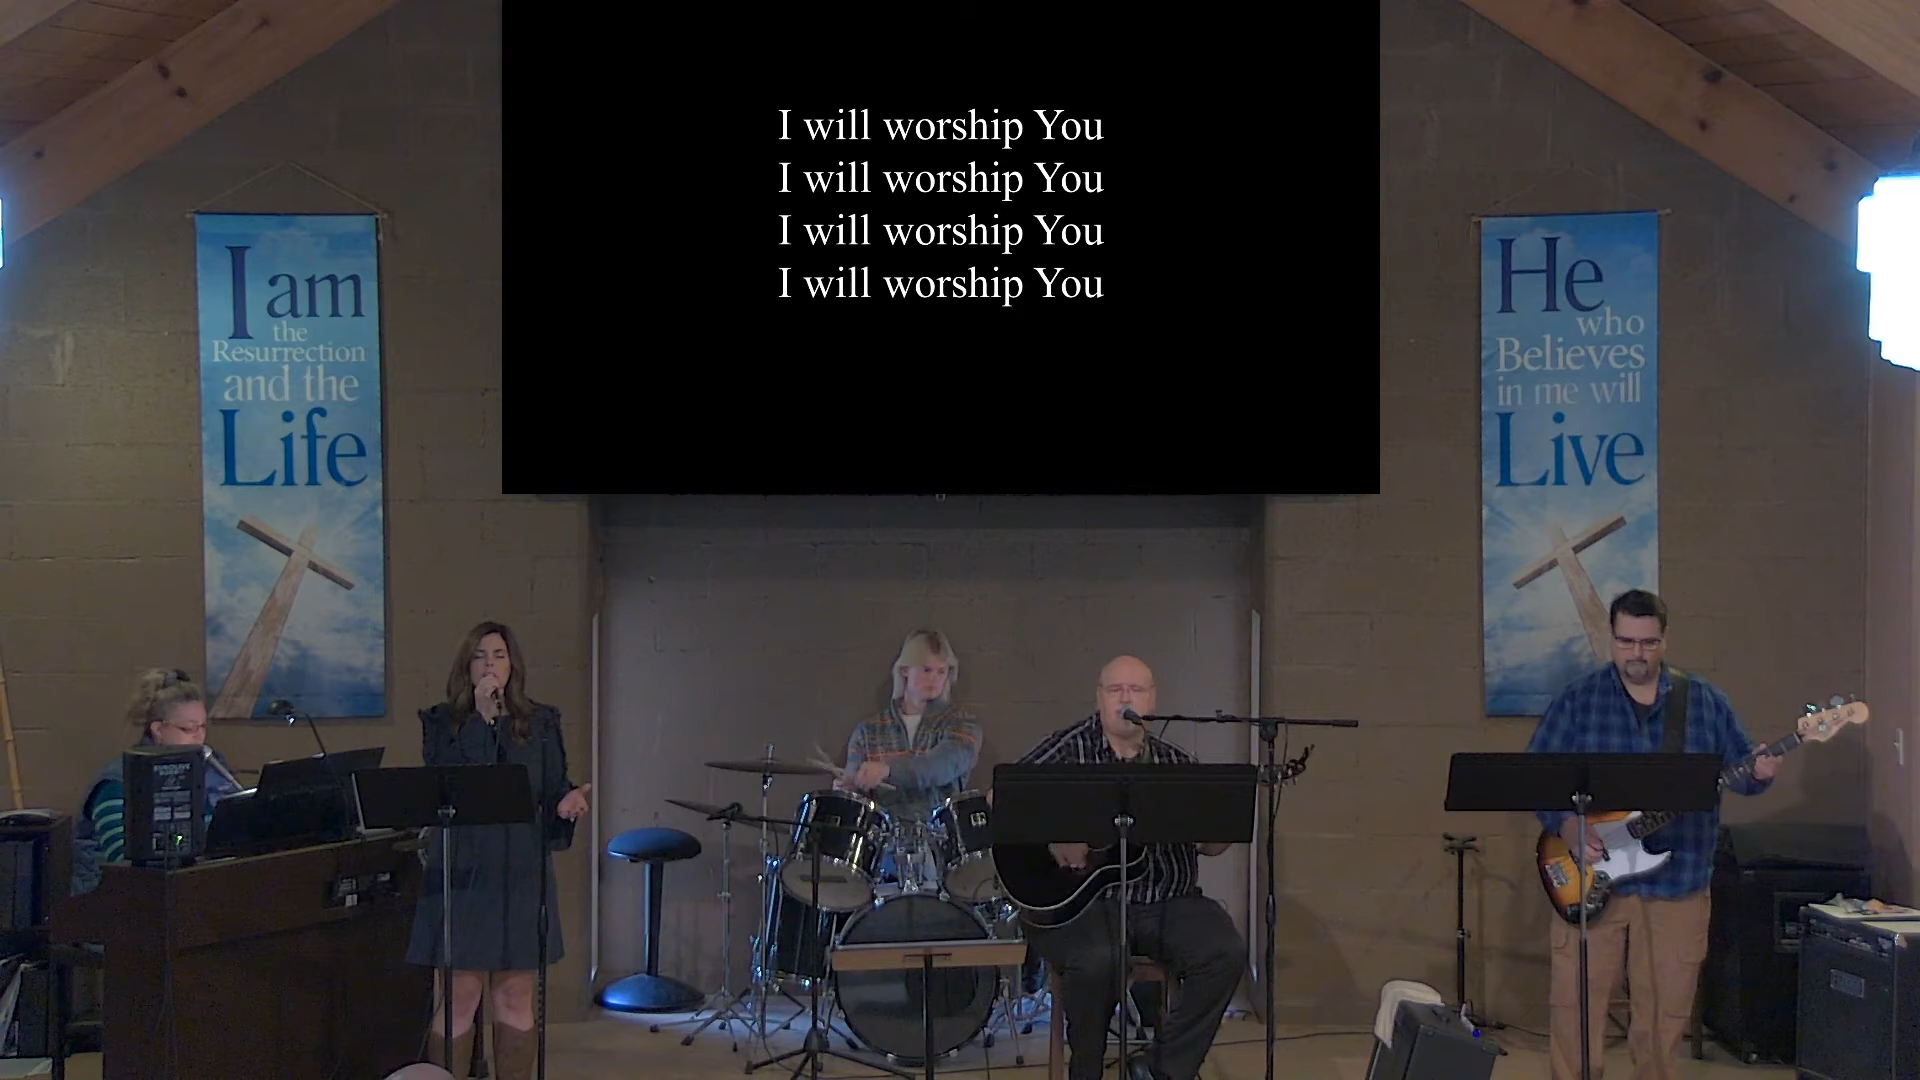 I will worship You
I will worship You
I will worship You
I will worship You
I am
the
Resurrection
and the
Life
He
who
Believes
in me will
Live